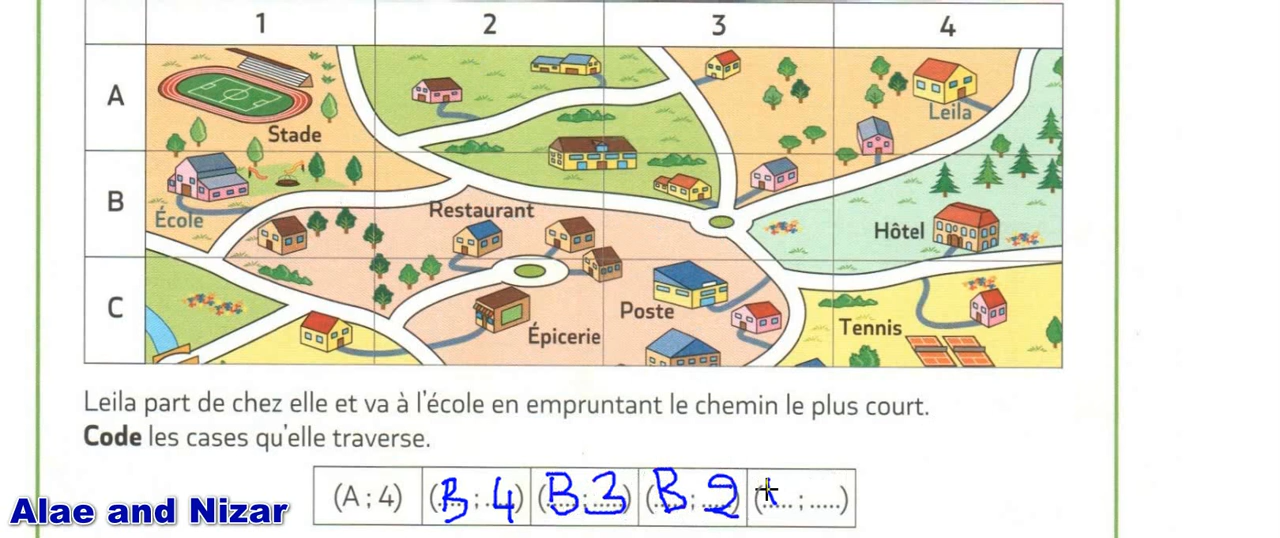 1 2 3 4
A
Leila
Stade
B
Restaurant
École
Hôtel
C
Poste
Tennis
Épicerie
Leila part de chez elle et va à l'école en empruntant le chemin le plus court.
Code les cases qu'elle traverse.
(A ; 4) (B ; 4) (B ; 3) (B ; 2) (..... ; .....)
Alae and Nizar